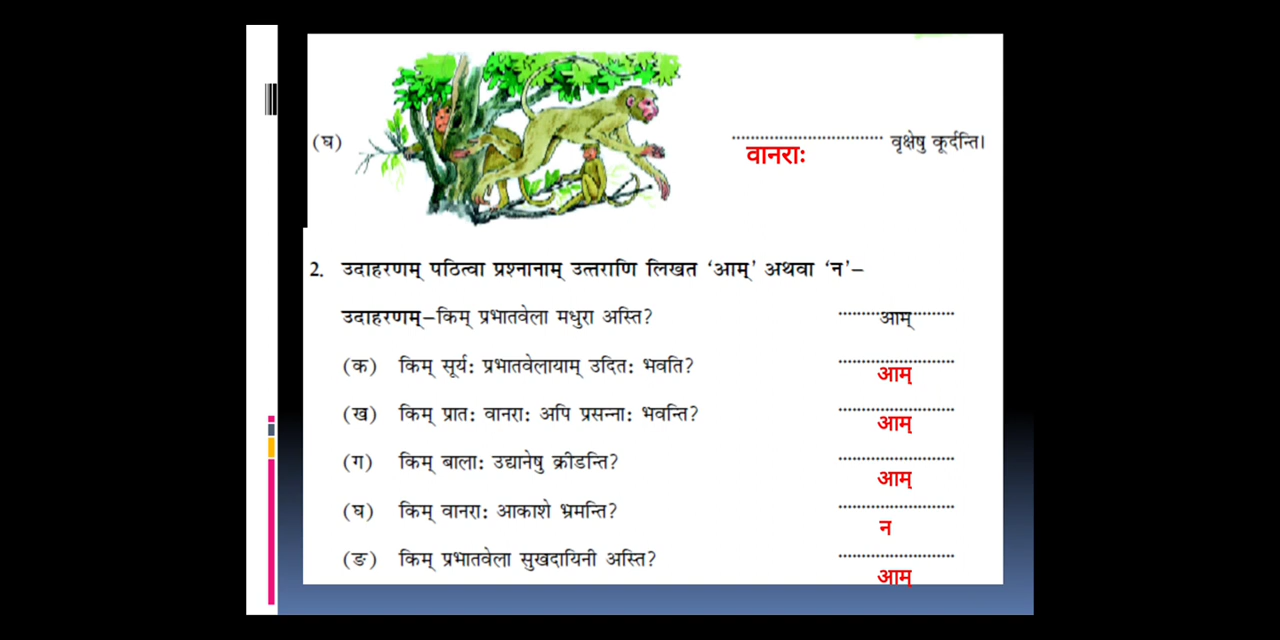 (घ) ................................ वृक्षेषु कूर्दन्ति।
वानराः
2. उदाहरणम् पठित्वा प्रश्नानाम् उत्तराणि लिखत ‘आम्’ अथवा ‘न’–
उदाहरणम्–किम् प्रभातवेला मधुरा अस्ति? ........आम्........
(क) किम् सूर्यः प्रभातवेलायाम् उदितः भवति? ........................
आम्
(ख) किम् प्रातः वानराः अपि प्रसन्नाः भवन्ति? ........................
आम्
(ग) किम् बालाः उद्यानेषु क्रीडन्ति? ........................
आम्
(घ) किम् वानराः आकाशे भ्रमन्ति? ........................
न
(ङ) किम् प्रभातवेला सुखदायिनी अस्ति? ........................
आम्